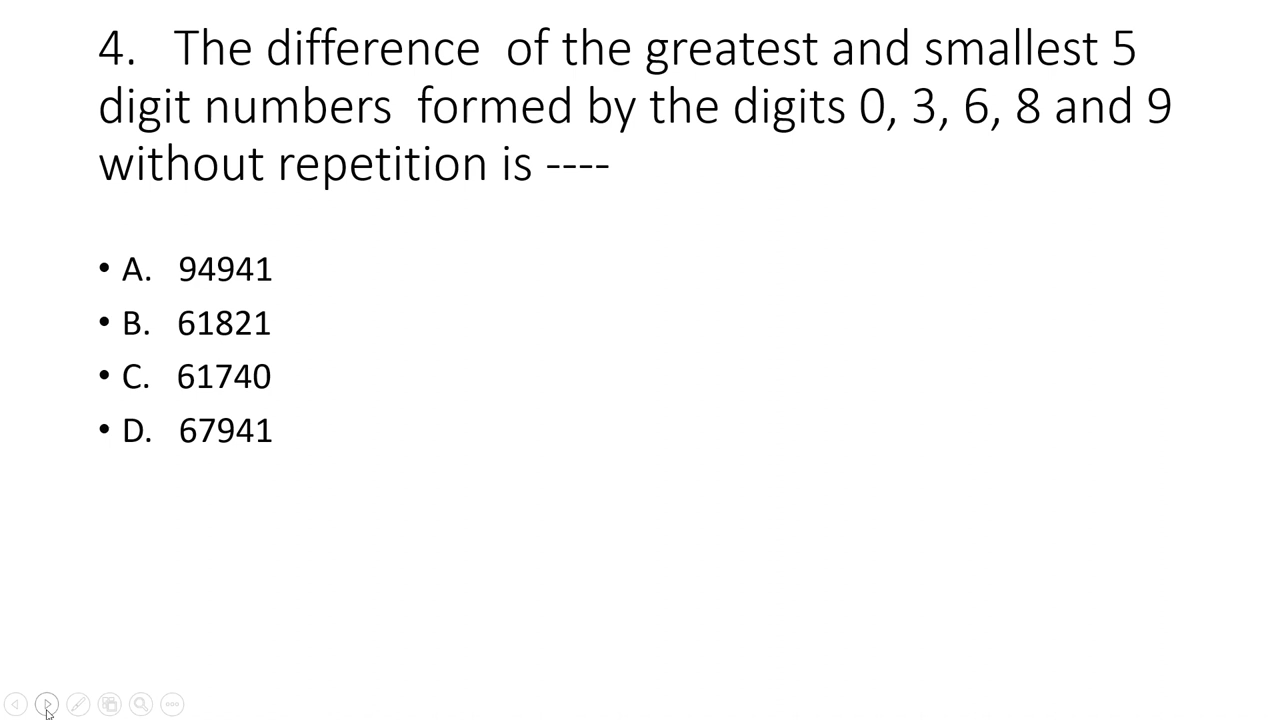 4. The difference of the greatest and smallest 5
digit numbers formed by the digits 0, 3, 6, 8 and 9
without repetition is ----
• A. 94941
• B. 61821
• C. 61740
• D. 67941